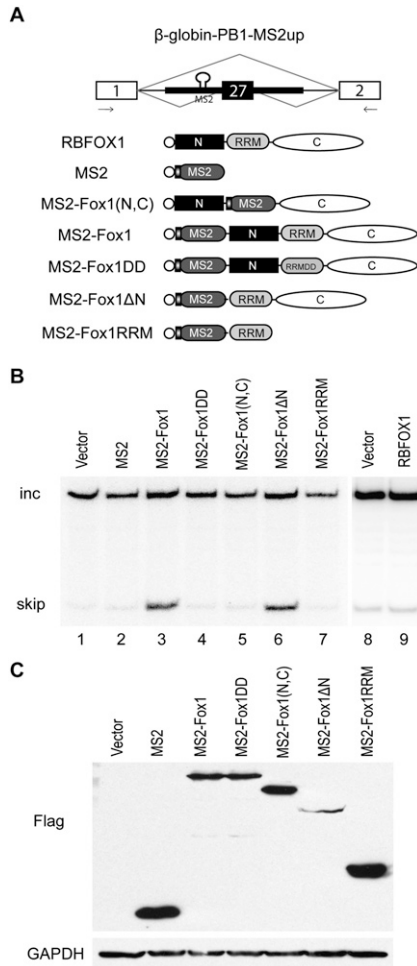 A
β-globin-PB1-MS2up
1 MS2 27 2
RBFOX1 N RRM C
MS2 MS2
MS2-Fox1(N,C) N MS2 C
MS2-Fox1 MS2 N RRM C
MS2-Fox1DD MS2 N RRMDD C
MS2-Fox1ΔN MS2 RRM C
MS2-Fox1RRM MS2 RRM
B
Vector MS2 MS2-Fox1 MS2-Fox1DD MS2-Fox1(N,C) MS2-Fox1ΔN MS2-Fox1RRM Vector RBFOX1
inc
skip
1 2 3 4 5 6 7 8 9
C
Vector MS2 MS2-Fox1 MS2-Fox1DD MS2-Fox1(N,C) MS2-Fox1ΔN MS2-Fox1RRM
Flag
GAPDH